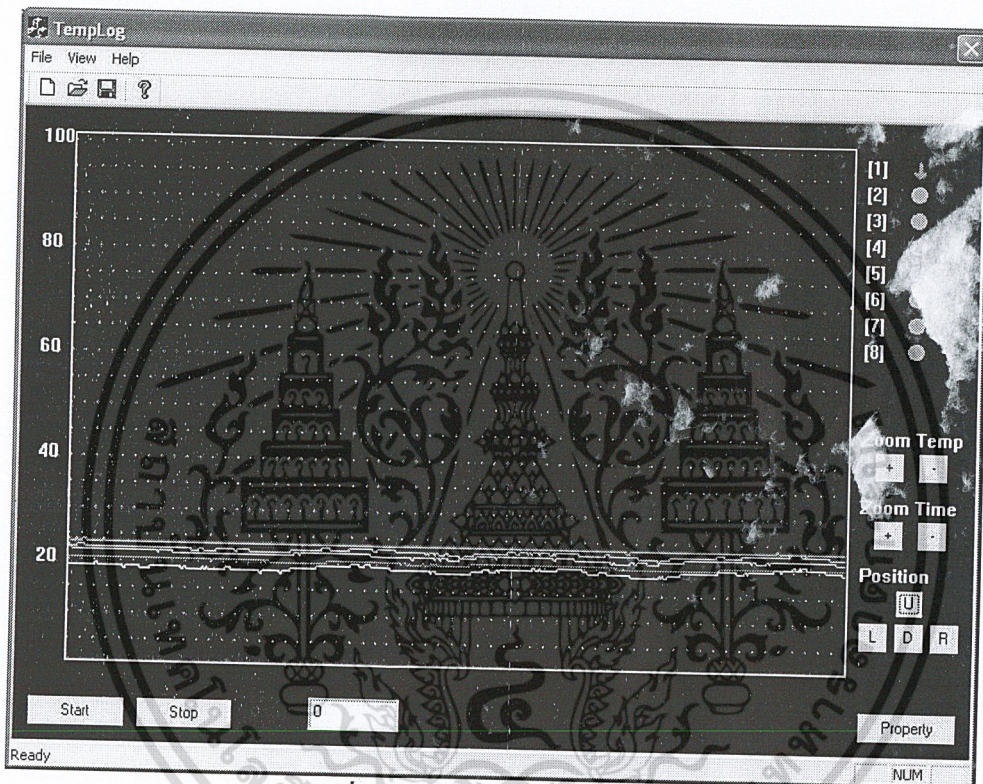 TempLog
File View Help
100
80
60
40
20
[1]
[2]
[3]
[4]
[5]
[6]
[7]
[8]
Zoom Temp
+ -
Zoom Time
+ -
Position
U
L D R
Start Stop 0
Property
Ready
NUM